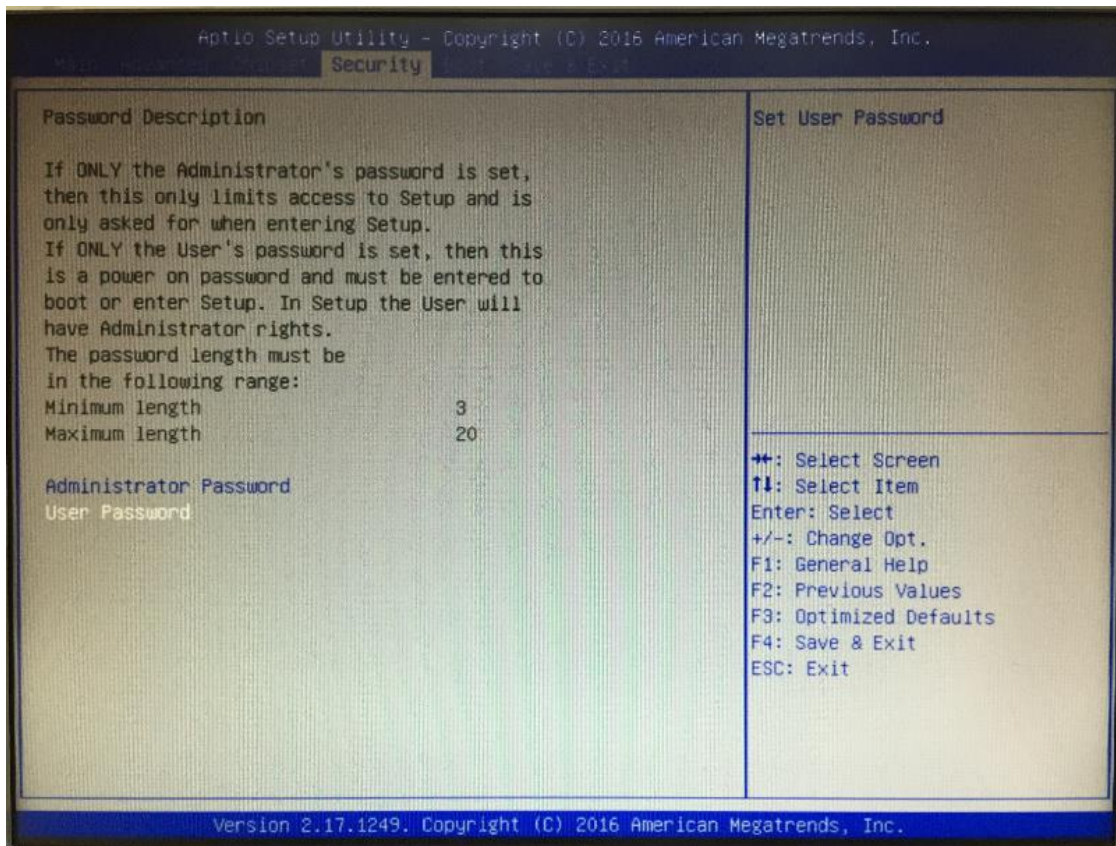 Aptio Setup Utility - Copyright (C) 2016 American Megatrends, Inc.
Main Advanced Chipset Security Boot Save & Exit
Password Description
If ONLY the Administrator's password is set,
then this only limits access to Setup and is
only asked for when entering Setup.
If ONLY the User's password is set, then this
is a power on password and must be entered to
boot or enter Setup. In Setup the User will
have Administrator rights.
The password length must be
in the following range:
Minimum length 3
Maximum length 20
Administrator Password
User Password
Set User Password
→←: Select Screen
↑↓: Select Item
Enter: Select
+/-: Change Opt.
F1: General Help
F2: Previous Values
F3: Optimized Defaults
F4: Save & Exit
ESC: Exit
Version 2.17.1249. Copyright (C) 2016 American Megatrends, Inc.